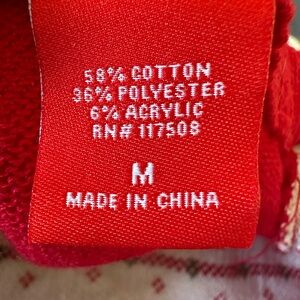 58% COTTON
36% POLYESTER
6% ACRYLIC
RN# 117508
M
MADE IN CHINA